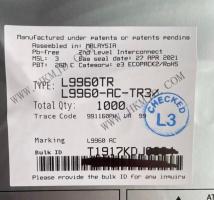 Manufactured under patents or patents pending
Assembled in: MALAYSIA
Pb-free 2nd Level Interconnect
MSL: 3 Bag seal date: 27 APR 2021
PBT: 260 C Category: e3 ECOPACK2/RoHS
TYPE: L9960TR
L9960-AC-TR
Total Qty: 1000
Trace Code
CHECKED
L3
Marking L9960 AC
Bulk ID
Please provide the bulk ID for any inquiry